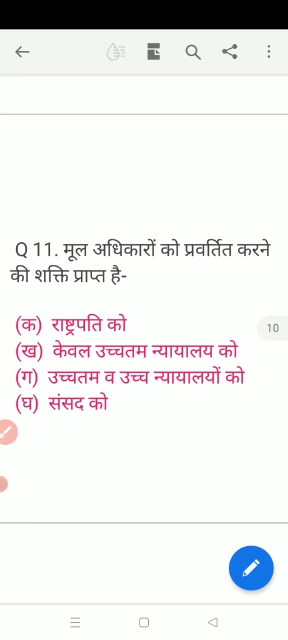 Q 11. मूल अधिकारों को प्रवर्तित करने
की शक्ति प्राप्त है-
(क) राष्ट्रपति को
(ख) केवल उच्चतम न्यायालय को
10
(ग) उच्चतम व उच्च न्यायालयों को
(घ) संसद को